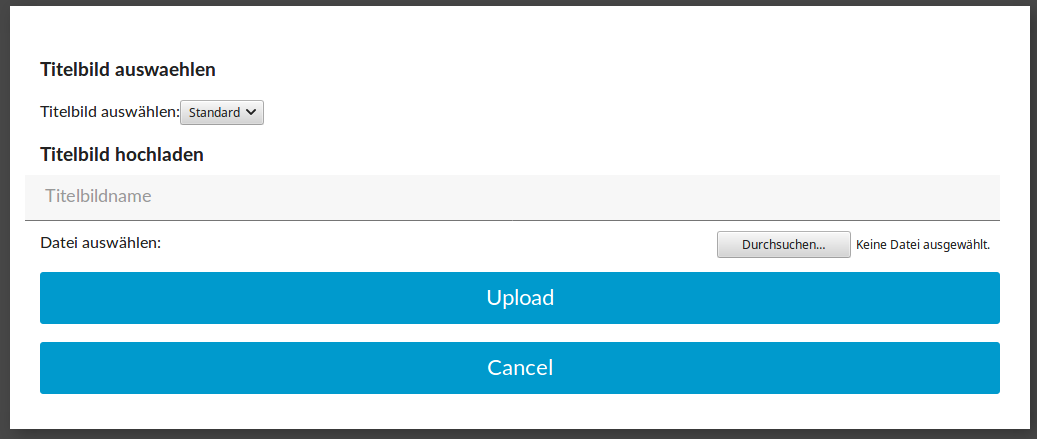 Titelbild auswaehlen
Titelbild auswählen: Standard
Titelbild hochladen
Titelbildname
Datei auswählen: Durchsuchen... Keine Datei ausgewählt.
Upload
Cancel